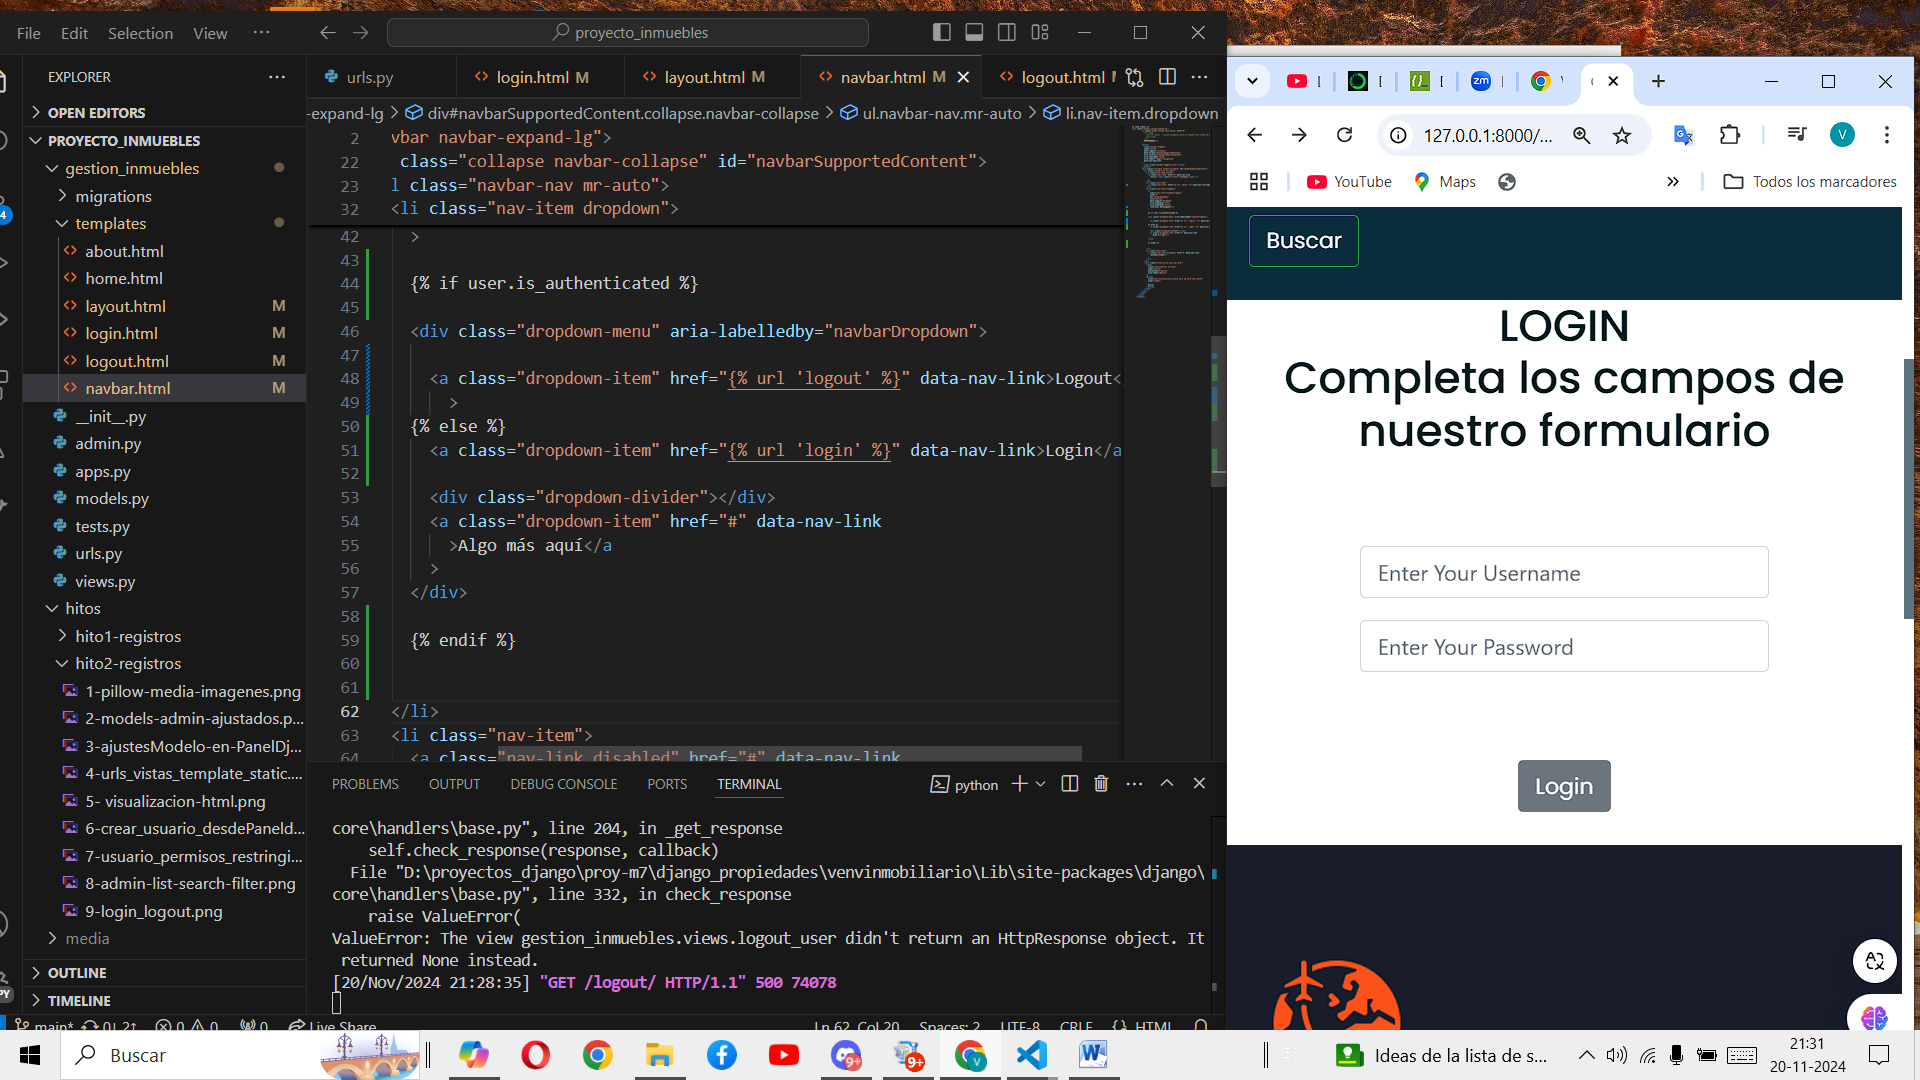 File Edit Selection View ...
proyecto_inmuebles
EXPLORER
OPEN EDITORS
PROYECTO_INMUEBLES
gestion_inmuebles
migrations
templates
about.html
home.html
layout.html M
login.html M
logout.html M
navbar.html M
__init__.py
admin.py
apps.py
models.py
tests.py
urls.py
views.py
hitos
hito1-registros
hito2-registros
1-pillow-media-imagenes.png
2-models-admin-ajustados.p...
3-ajustesModelo-en-PanelDj...
4-urls_vistas_template_static....
5- visualizacion-html.png
6-crear_usuario_desdePaneld...
7-usuario_permisos_restringi...
8-admin-list-search-filter.png
9-login_logout.png
media
OUTLINE
TIMELINE
4
PY
urls.py login.html M layout.html M navbar.html M logout.html
-expand-lg > div#navbarSupportedContent.collapse.navbar-collapse > ul.navbar-nav.mr-auto > li.nav-item.dropdown
2 vbar navbar-expand-lg">
22 class="collapse navbar-collapse" id="navbarSupportedContent">
23 l class="navbar-nav mr-auto">
32 <li class="nav-item dropdown">
42 >
43
44 {% if user.is_authenticated %}
45
46 <div class="dropdown-menu" aria-labelledby="navbarDropdown">
47
48 <a class="dropdown-item" href="{% url 'logout' %}" data-nav-link>Logout<
49 >
50 {% else %}
51 <a class="dropdown-item" href="{% url 'login' %}" data-nav-link>Login</a
52
53 <div class="dropdown-divider"></div>
54 <a class="dropdown-item" href="#" data-nav-link
55 >Algo más aquí</a
56 >
57 </div>
58
59 {% endif %}
60
61
62 </li>
63 <li class="nav-item">
64 <a class="nav-link disabled" href="#" data-nav-link
PROBLEMS OUTPUT DEBUG CONSOLE PORTS TERMINAL
python
core\handlers\base.py", line 204, in _get_response
self.check_response(response, callback)
File "D:\proyectos_django\proy-m7\django_propiedades\venvinmobiliario\Lib\site-packages\django\
core\handlers\base.py", line 332, in check_response
raise ValueError(
ValueError: The view gestion_inmuebles.views.logout_user didn't return an HttpResponse object. It
returned None instead.
[20/Nov/2024 21:28:35] "GET /logout/ HTTP/1.1" 500 74078
main* 0↓ 2↑ 0 0 0 Live Share
Ln 62, Col 20 Spaces: 2 UTF-8 CRLF {} HTML
zm
127.0.0.1:8000/...
V
YouTube Maps
Todos los marcadores
Buscar
LOGIN
Completa los campos de
nuestro formulario
Enter Your Username
Enter Your Password
Login
Buscar
9+
9+
V
Ideas de la lista de s...
21:31
20-11-2024